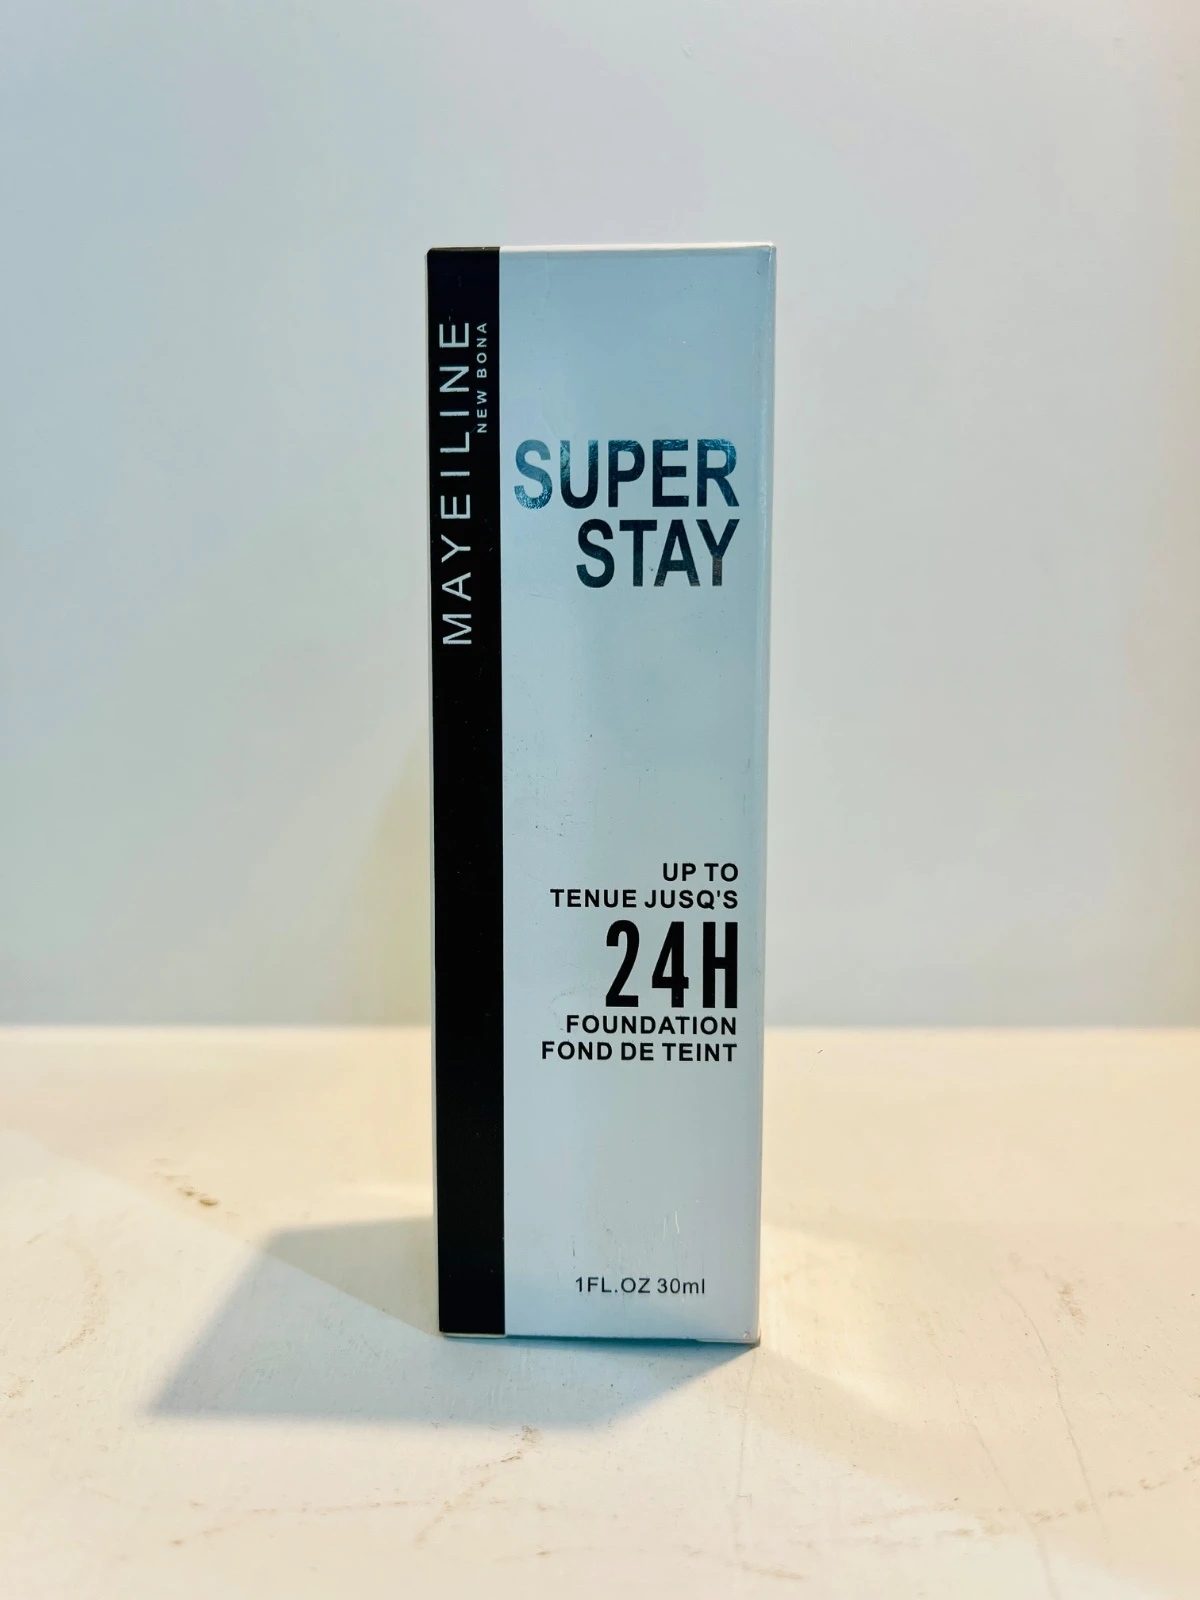 MAYEILINE
NEW BONA
SUPER
STAY
UP TO
TENUE JUSQ'S
24H
FOUNDATION
FOND DE TEINT
1FL.OZ 30ml